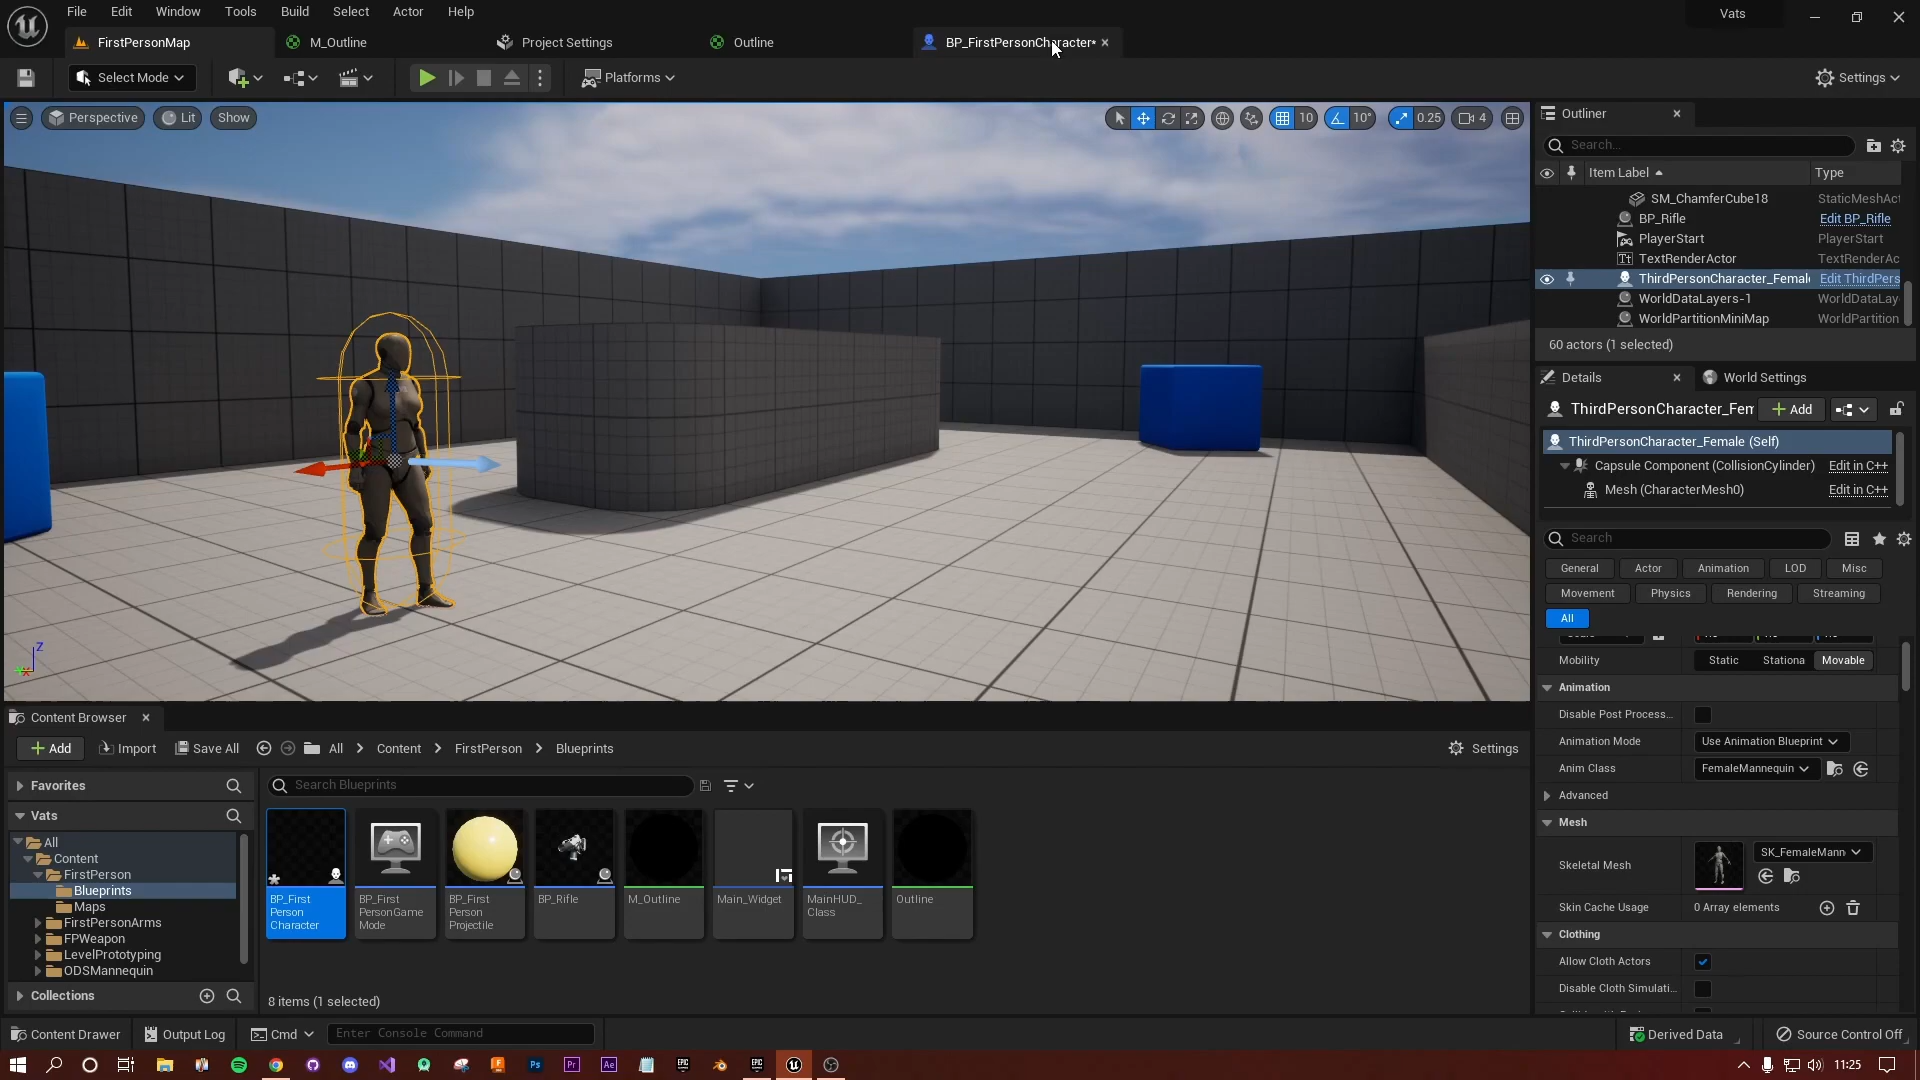 File Edit Window Tools Build Select Actor Help
Vats
FirstPersonMap
M_Outline
Project Settings
Outline
BP_FirstPersonCharacter*
Select Mode
Platforms
Settings
Perspective Lit Show
10 10° 0.25 4
Z
Outliner
Search...
Item Label Type
SM_ChamferCube18 StaticMeshAct
BP_Rifle Edit BP_Rifle
PlayerStart PlayerStart
TextRenderActor TextRenderAc
ThirdPersonCharacter_Femal Edit ThirdPers
WorldDataLayers-1 WorldDataLay
WorldPartitionMiniMap WorldPartition
60 actors (1 selected)
Details
World Settings
ThirdPersonCharacter_Fem
Add
ThirdPersonCharacter_Female (Self)
Capsule Component (CollisionCylinder) Edit in C++
Mesh (CharacterMesh0) Edit in C++
Search
General Actor Animation LOD Misc
Movement Physics Rendering Streaming
All
Mobility Static Stationa Movable
Animation
Disable Post Process...
Animation Mode Use Animation Blueprint
Anim Class FemaleMannequin
Advanced
Mesh
Skeletal Mesh SK_FemaleMann
Skin Cache Usage 0 Array elements
Clothing
Allow Cloth Actors
Disable Cloth Simulati...
Content Browser
Add Import Save All All Content FirstPerson Blueprints Settings
Favorites
Vats
All
Content
FirstPerson
Blueprints
Maps
FirstPersonArms
FPWeapon
LevelPrototyping
ODSMannequin
Collections
Search Blueprints
BP_First
Person
Character
BP_First
PersonGame
Mode
BP_First
Person
Projectile
BP_Rifle
M_Outline
Main_Widget
MainHUD_
Class
Outline
8 items (1 selected)
Content Drawer Output Log Cmd Enter Console Command Derived Data Source Control Off
Ps Pr Ae
11:25